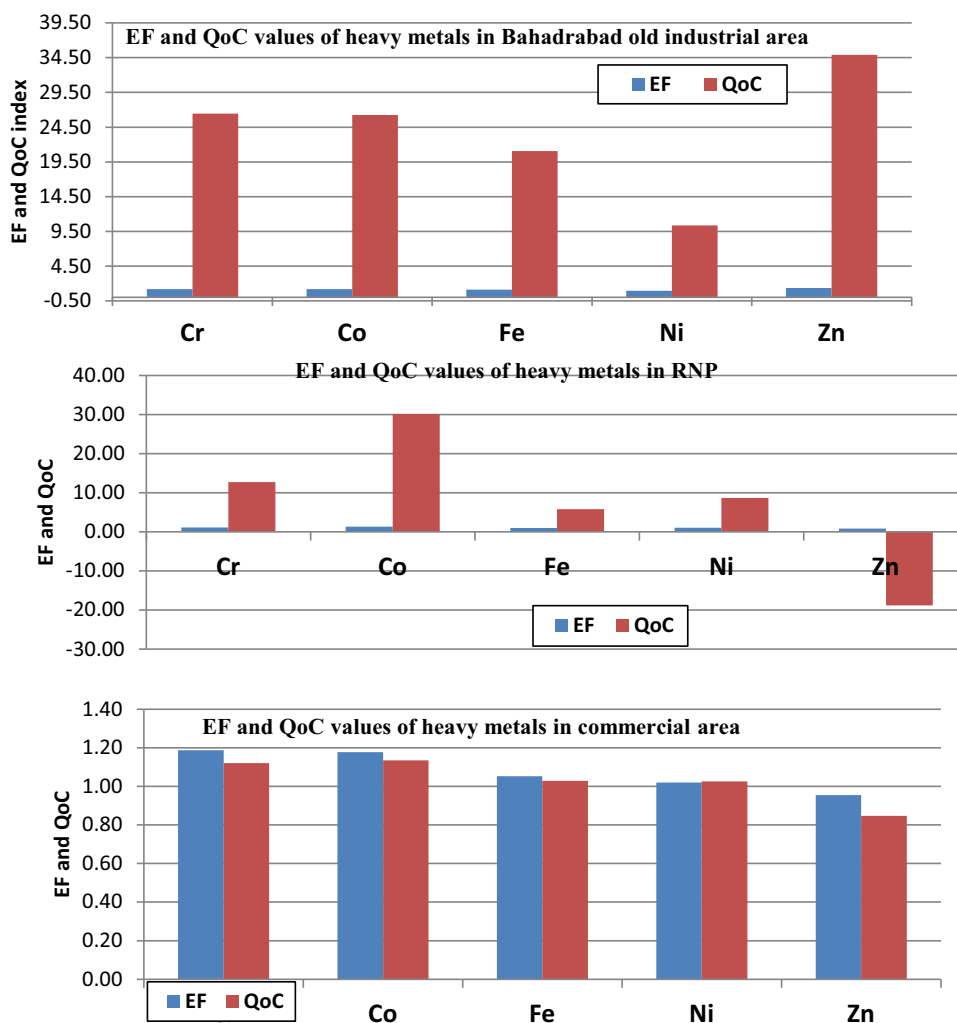 EF and QoC values of heavy metals in Bahadrabad old industrial area
EF QoC
EF and QoC index
39.50
34.50
29.50
24.50
19.50
14.50
9.50
4.50
-0.50
Cr Co Fe Ni Zn
EF and QoC values of heavy metals in RNP
EF and QoC
40.00
30.00
20.00
10.00
0.00
-10.00
-20.00
-30.00
Cr Co Fe Ni Zn
EF QoC
EF and QoC values of heavy metals in commercial area
EF and QoC
1.40
1.20
1.00
0.80
0.60
0.40
0.20
0.00
EF QoC
Co Fe Ni Zn